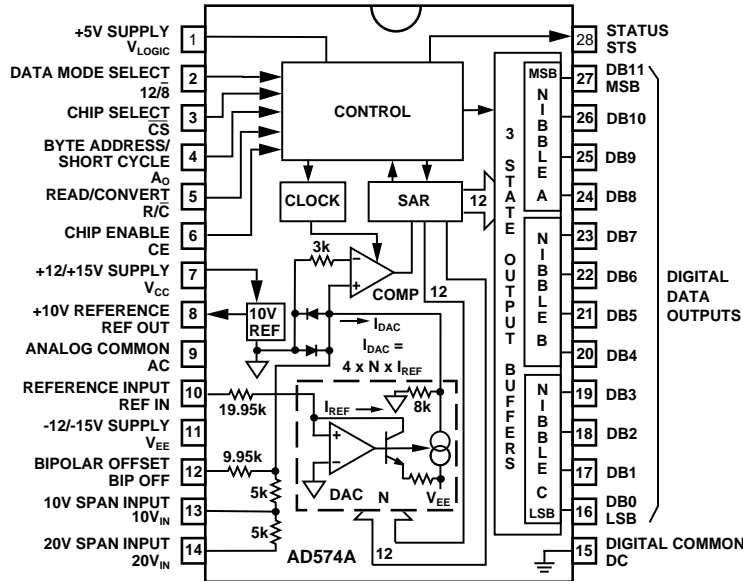 +5V SUPPLY
VLOGIC
1
DATA MODE SELECT
12/8̅
2
CHIP SELECT
C̅S̅
3
BYTE ADDRESS/
SHORT CYCLE
AO
4
READ/CONVERT
R/C̅
5
CHIP ENABLE
CE
6
+12/+15V SUPPLY
VCC
7
+10V REFERENCE
REF OUT
8
ANALOG COMMON
AC
9
REFERENCE INPUT
REF IN
10
-12/-15V SUPPLY
VEE
11
BIPOLAR OFFSET
BIP OFF
12
10V SPAN INPUT
10VIN
13
20V SPAN INPUT
20VIN
14
CONTROL
CLOCK
SAR
12
3k
COMP
12
10V
REF
IDAC
IDAC =
4 x N x IREF
19.95k
IREF
8k
9.95k
5k
5k
DAC
N
VEE
12
AD574A
3 STATE OUTPUT BUFFERS
MSB
NIBBLE A
NIBBLE B
NIBBLE C
LSB
28
STATUS
STS
27
DB11
MSB
26
DB10
25
DB9
24
DB8
23
DB7
22
DB6
21
DB5
20
DB4
19
DB3
18
DB2
17
DB1
16
DB0
LSB
15
DIGITAL COMMON
DC
DIGITAL
DATA
OUTPUTS